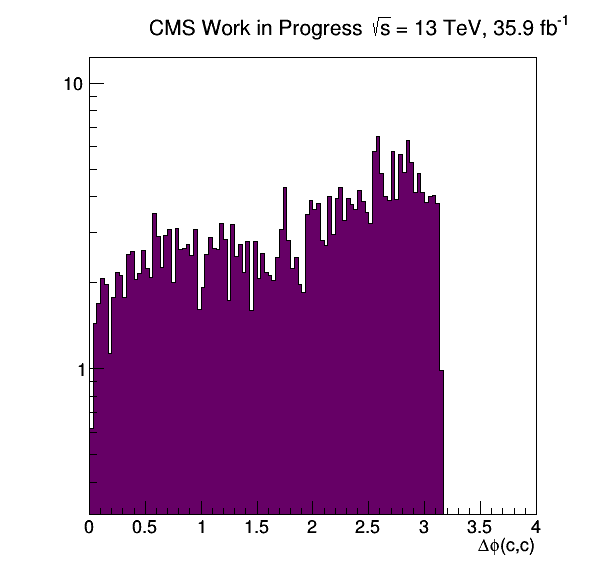 CMS Work in Progress √s = 13 TeV, 35.9 fb⁻¹
10
1
0 0.5 1 1.5 2 2.5 3 3.5 4
Δϕ(c,c)